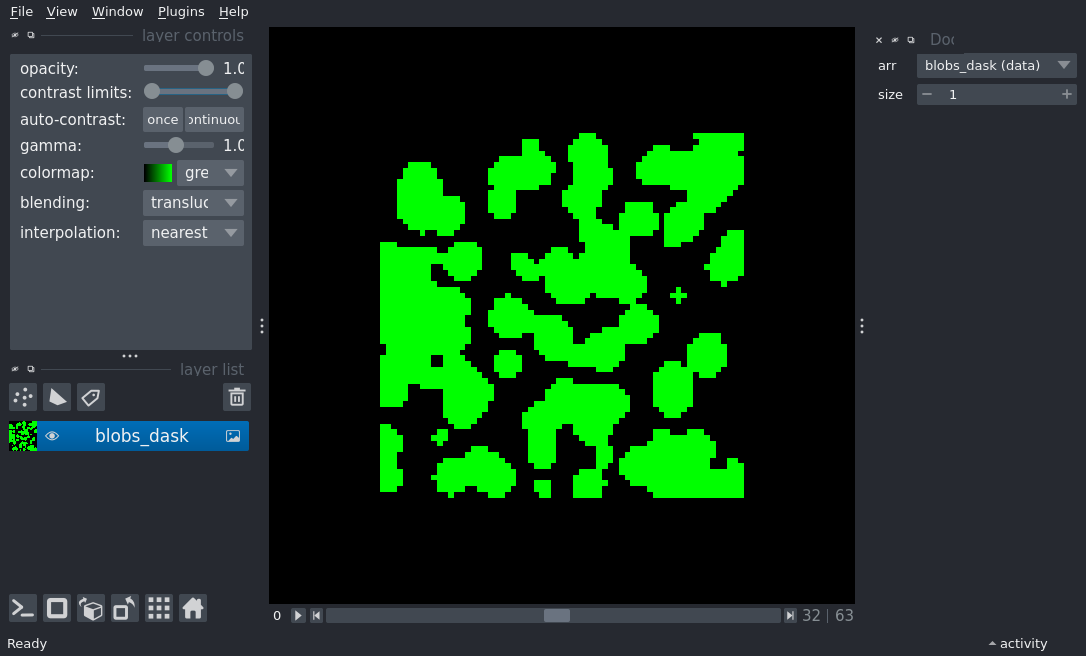 File View Window Plugins Help
layer controls
opacity: 1.0
contrast limits:
auto-contrast: once ontinuou
gamma: 1.0
colormap: gre
blending: transluc
interpolation: nearest
layer list
blobs_dask
0 32 | 63
Ready
Doc
arr blobs_dask (data)
size 1
activity